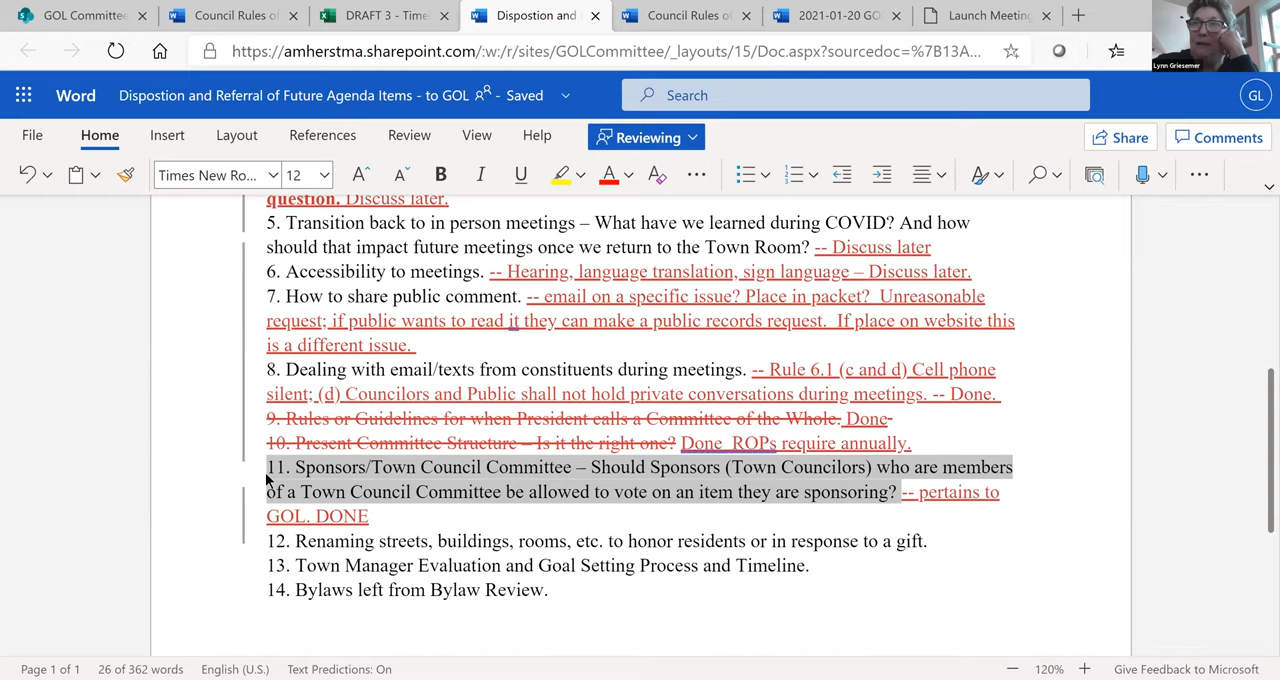 GOL Committee
Council Rules of
DRAFT 3 - Timel
Dispostion and
Council Rules of
2021-01-20 GO
Launch Meeting
https://amherstma.sharepoint.com/:w:/r/sites/GOLCommittee/_layouts/15/Doc.aspx?sourcedoc=%7B13A...
Lynn Griesemer
Word
Dispostion and Referral of Future Agenda Items - to GOL - Saved
Search
GL
File
Home
Insert
Layout
References
Review
View
Help
Reviewing
Share
Comments
Times New Ro...
12
question. Discuss later.
5. Transition back to in person meetings – What have we learned during COVID? And how
should that impact future meetings once we return to the Town Room? -- Discuss later
6. Accessibility to meetings. -- Hearing, language translation, sign language – Discuss later.
7. How to share public comment. -- email on a specific issue? Place in packet? Unreasonable
request; if public wants to read it they can make a public records request. If place on website this
is a different issue.
8. Dealing with email/texts from constituents during meetings. -- Rule 6.1 (c and d) Cell phone
silent; (d) Councilors and Public shall not hold private conversations during meetings. -- Done.
9. Rules or Guidelines for when President calls a Committee of the Whole. Done
10. Present Committee Structure – Is it the right one? Done ROPs require annually.
11. Sponsors/Town Council Committee – Should Sponsors (Town Councilors) who are members
of a Town Council Committee be allowed to vote on an item they are sponsoring? -- pertains to
GOL. DONE
12. Renaming streets, buildings, rooms, etc. to honor residents or in response to a gift.
13. Town Manager Evaluation and Goal Setting Process and Timeline.
14. Bylaws left from Bylaw Review.
Page 1 of 1
26 of 362 words
English (U.S.)
Text Predictions: On
120%
Give Feedback to Microsoft